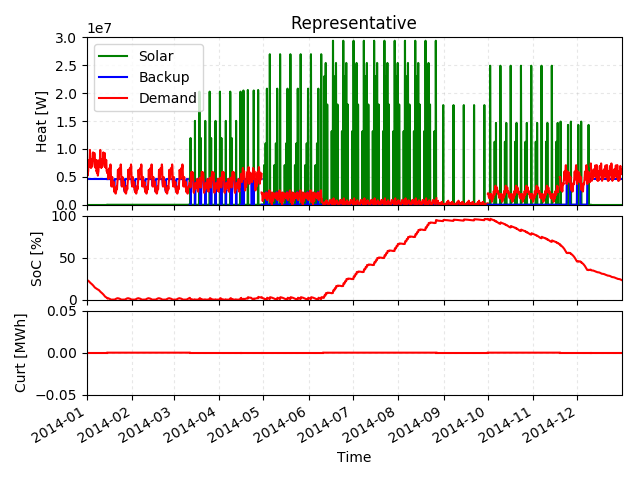 Representative
1e7
3.0
2.5
2.0
1.5
1.0
0.5
0.0
Heat [W]
Solar
Backup
Demand
100
50
0
SoC [%]
0.05
0.00
−0.05
Curt [MWh]
2014-01
2014-02
2014-03
2014-04
2014-05
2014-06
2014-07
2014-08
2014-09
2014-10
2014-11
2014-12
Time